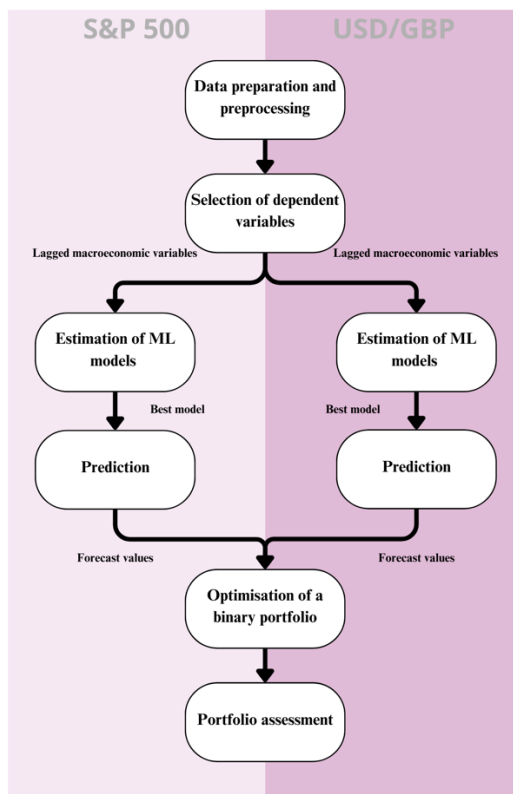 S&P 500
USD/GBP
Data preparation and
preprocessing
Selection of dependent
variables
Lagged macroeconomic variables
Lagged macroeconomic variables
Estimation of ML
models
Estimation of ML
models
Best model
Best model
Prediction
Prediction
Forecast values
Forecast values
Optimisation of a
binary portfolio
Portfolio assessment